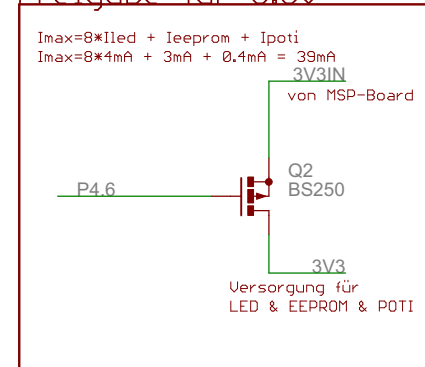 Imax=8*Iled + Ieeprom + Ipoti
Imax=8*4mA + 3mA + 0.4mA = 39mA
3V3IN
von MSP-Board
Q2
BS250
P4.6
3V3
Versorgung für
LED & EEPROM & POTI